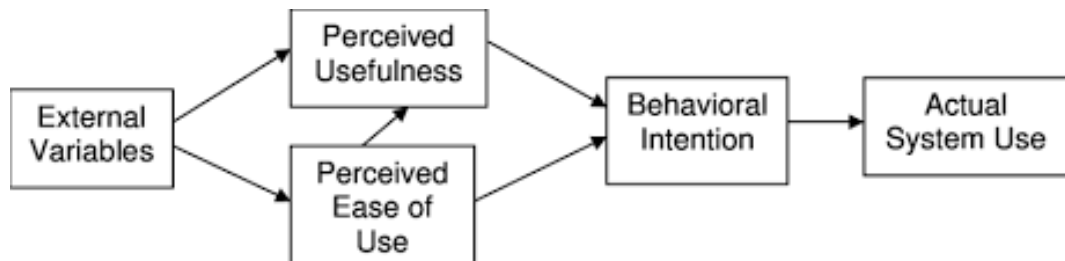 External
Variables
Perceived
Usefulness
Perceived
Ease of
Use
Behavioral
Intention
Actual
System Use